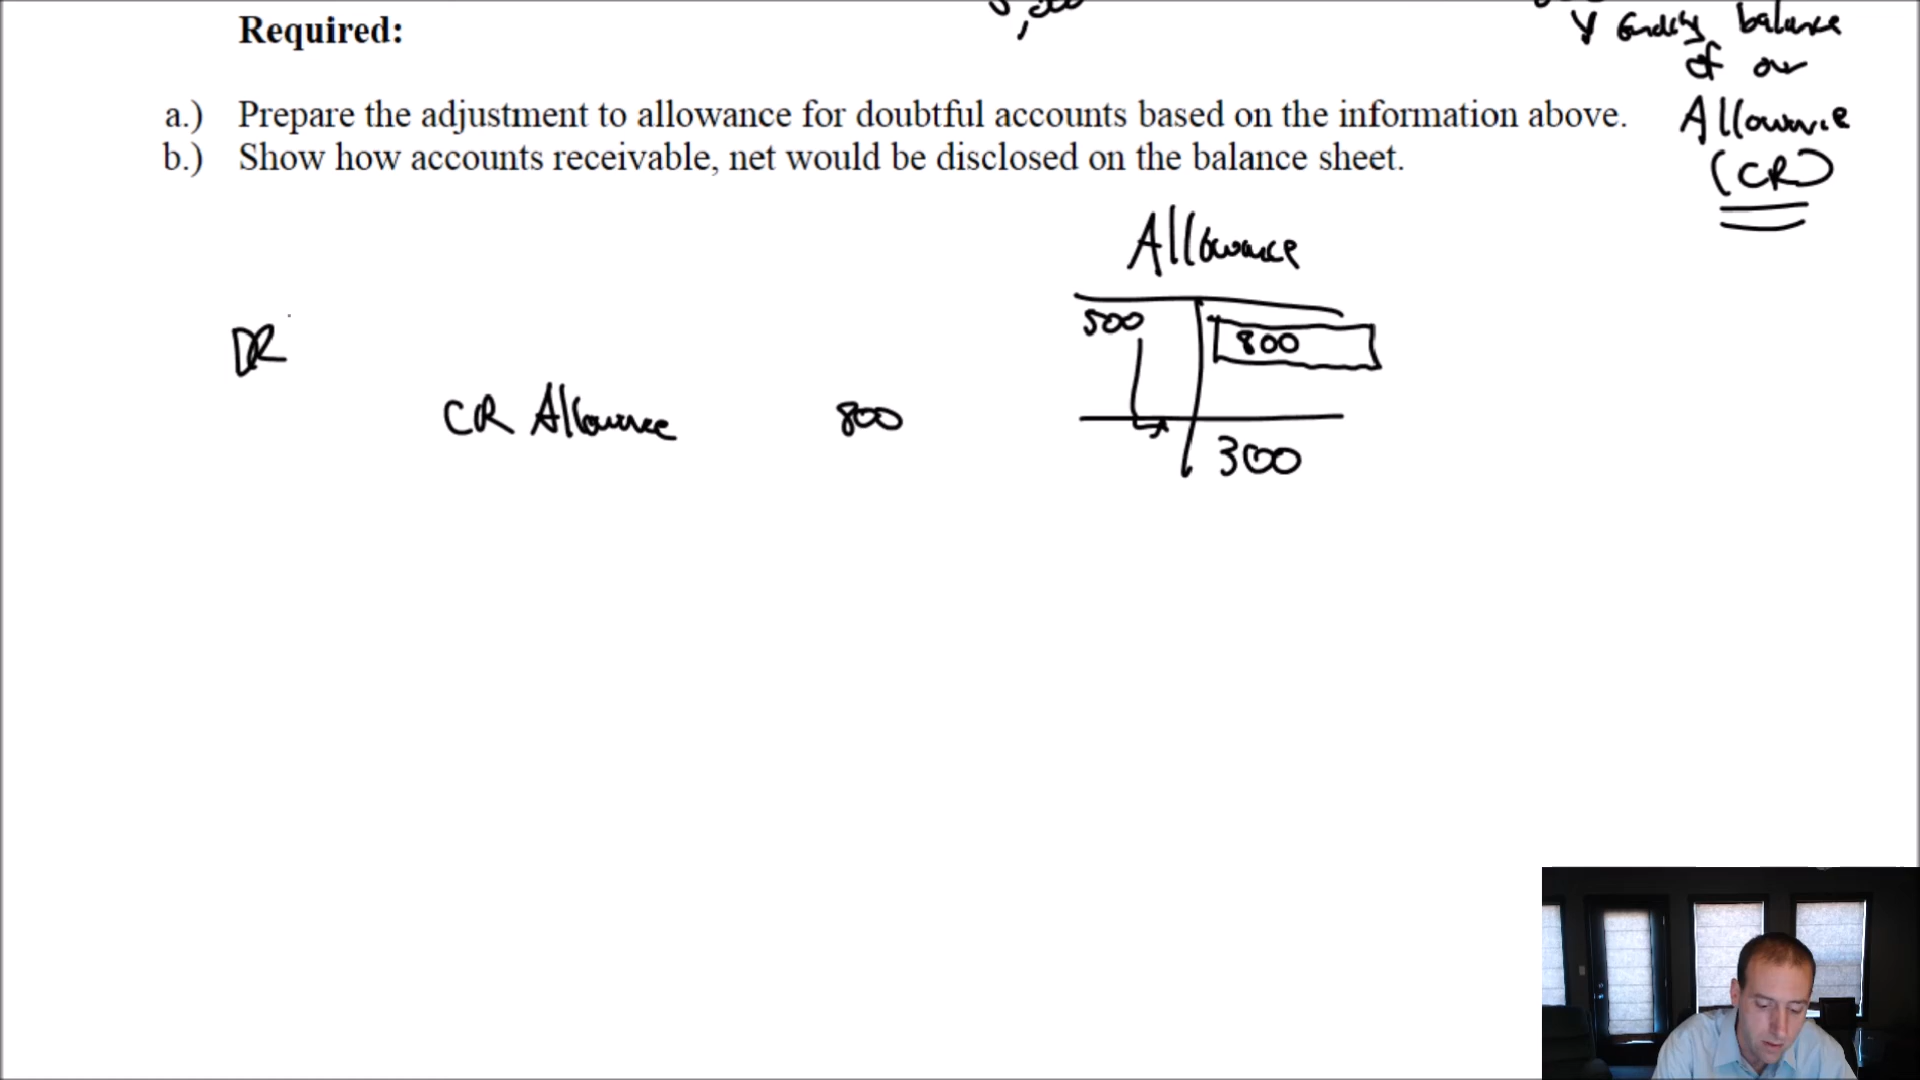 Required:
Ending balance
of our
Allowance
(CR)
a.) Prepare the adjustment to allowance for doubtful accounts based on the information above.
b.) Show how accounts receivable, net would be disclosed on the balance sheet.
Allowance
500
800
DR
CR Allowance 800
300